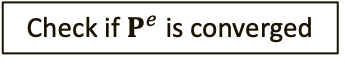 Check if 𝐏ᵉ is converged